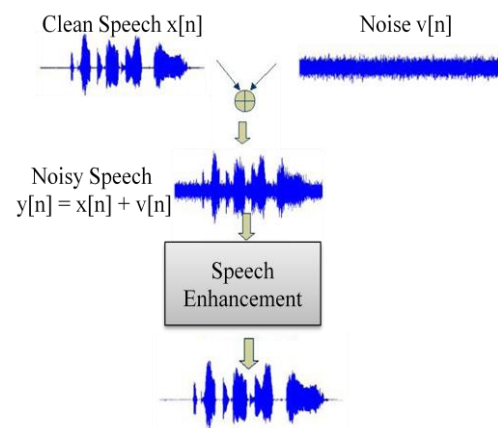 Clean Speech x[n]
Noise v[n]
Noisy Speech
y[n] = x[n] + v[n]
Speech
Enhancement